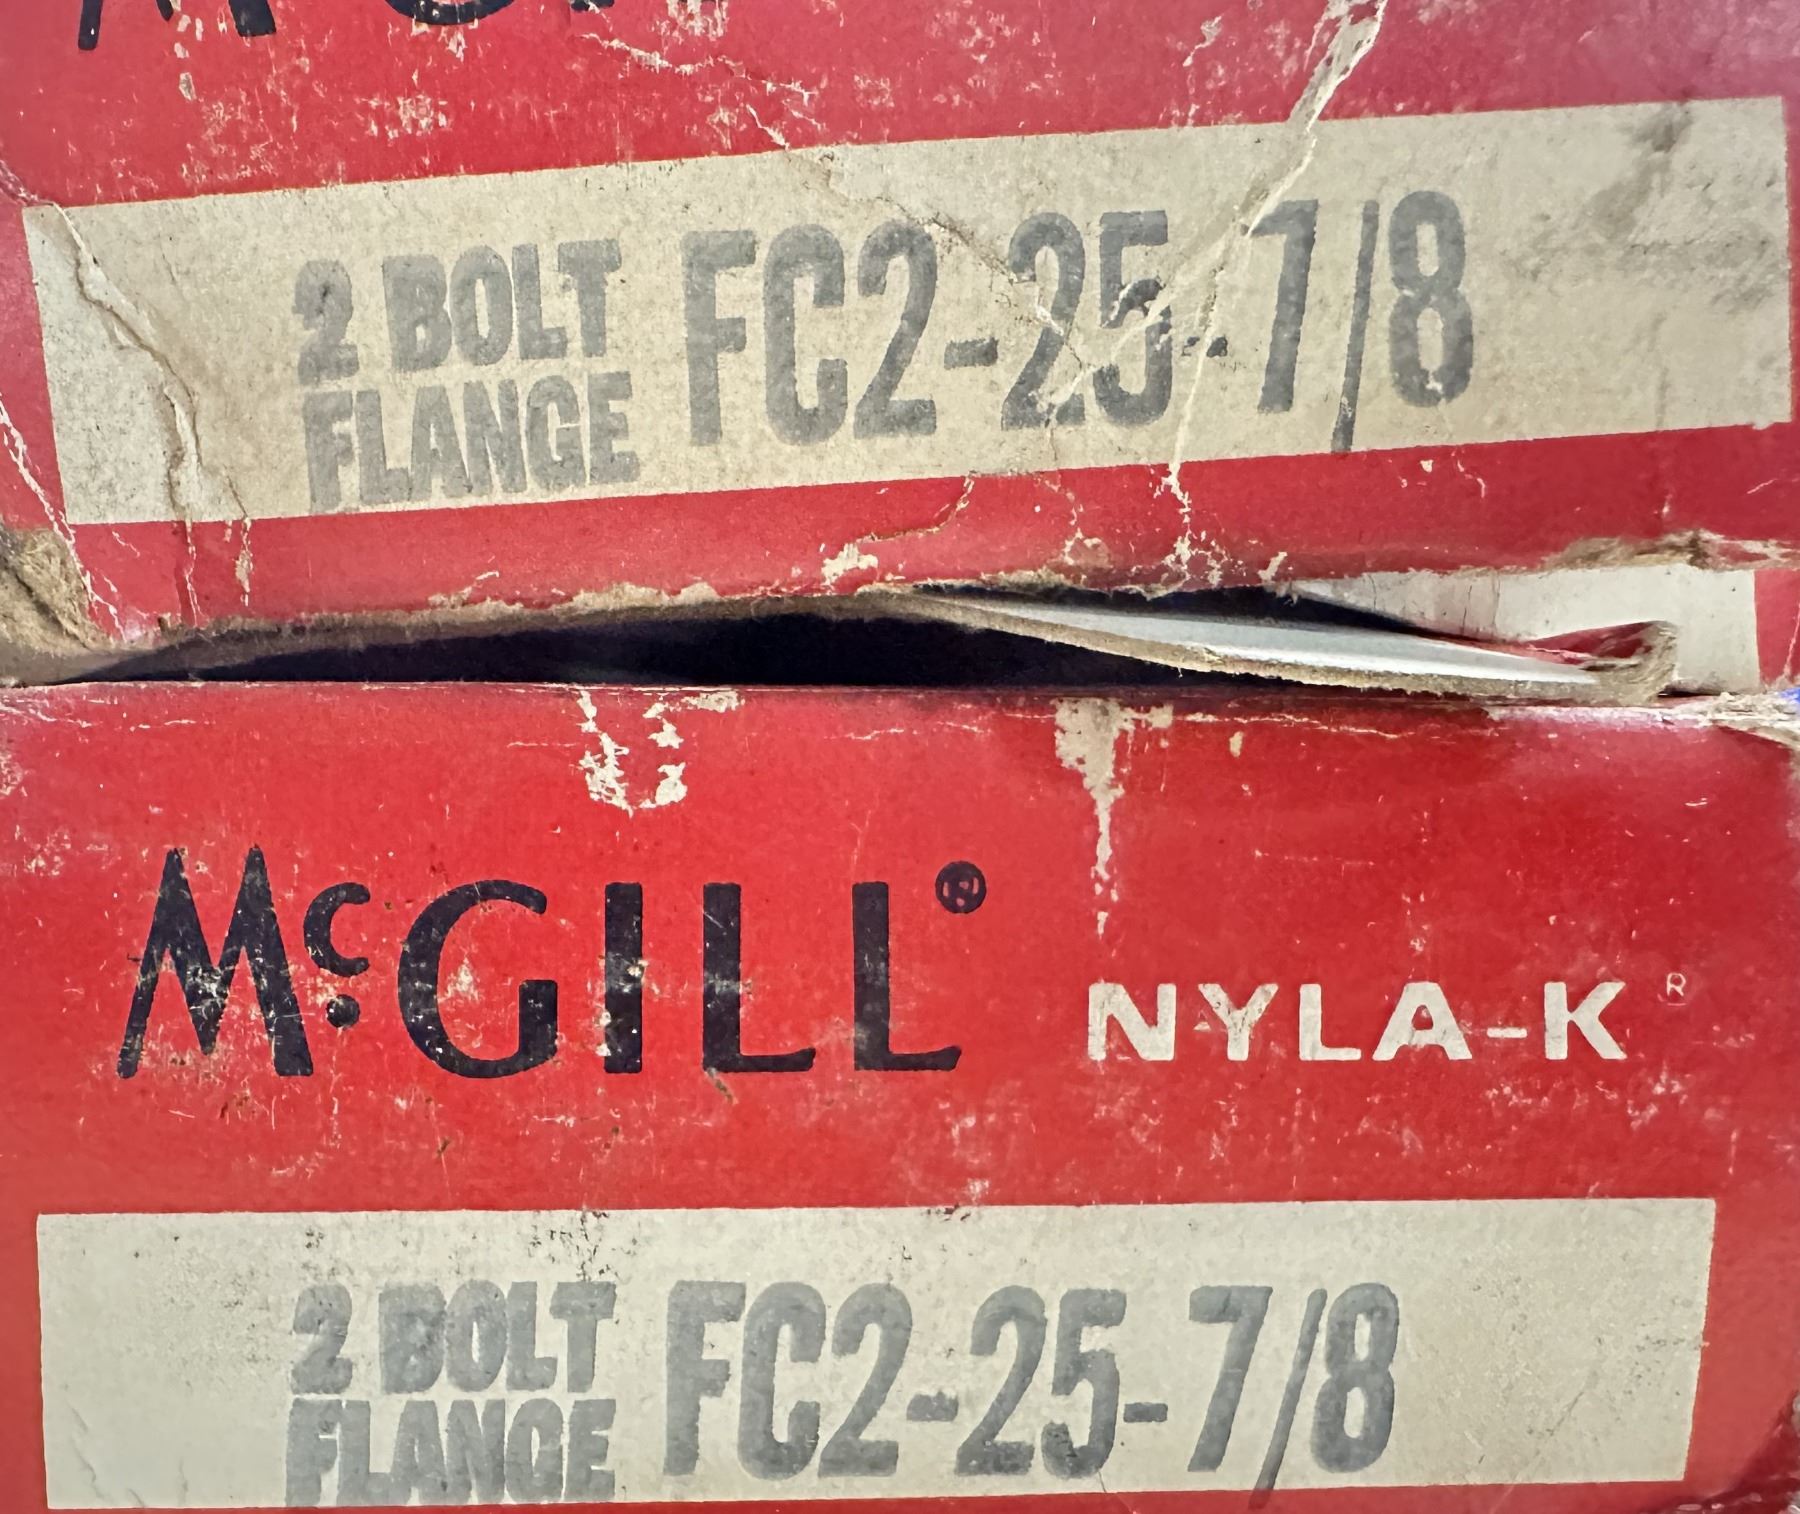 2 BOLT FLANGE FC2-25-7/8
McGILL® NYLA-K®
2 BOLT FLANGE FC2-25-7/8